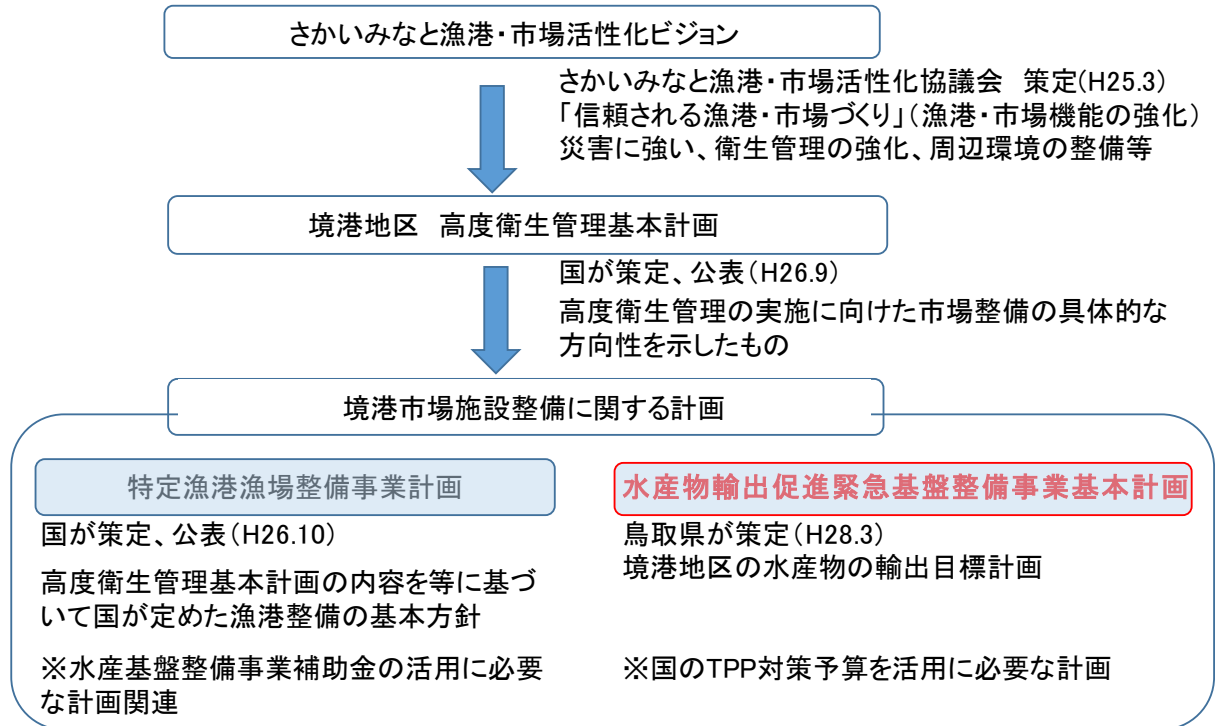 さかいみなと漁港・市場活性化ビジョン
さかいみなと漁港・市場活性化協議会　策定(H25.3)
「信頼される漁港・市場づくり」(漁港・市場機能の強化)
災害に強い、衛生管理の強化、周辺環境の整備等
境港地区　高度衛生管理基本計画
国が策定、公表(H26.9)
高度衛生管理の実施に向けた市場整備の具体的な
方向性を示したもの
境港市場施設整備に関する計画
特定漁港漁場整備事業計画
国が策定、公表(H26.10)
高度衛生管理基本計画の内容を等に基づ
いて国が定めた漁港整備の基本方針
※水産基盤整備事業補助金の活用に必要
な計画関連
水産物輸出促進緊急基盤整備事業基本計画
鳥取県が策定(H28.3)
境港地区の水産物の輸出目標計画
※国のTPP対策予算を活用に必要な計画